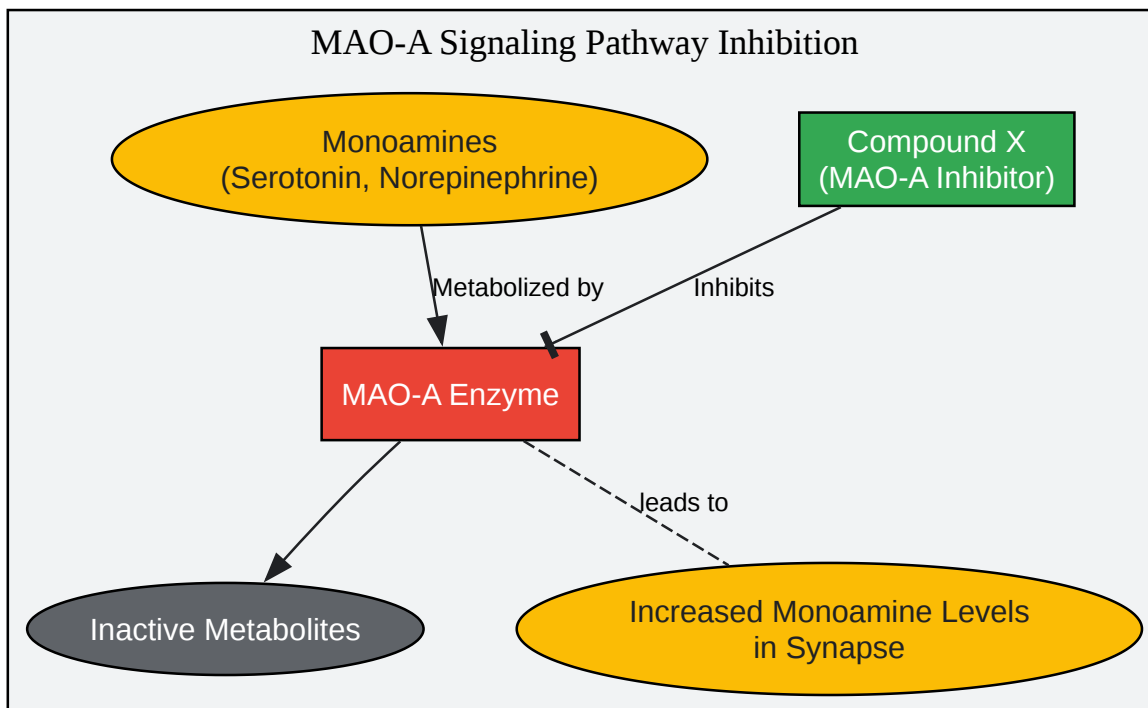 MAO-A Signaling Pathway Inhibition
Monoamines
(Serotonin, Norepinephrine)
Compound X
(MAO-A Inhibitor)
Metabolized by
Inhibits
MAO-A Enzyme
leads to
Inactive Metabolites
Increased Monoamine Levels
in Synapse